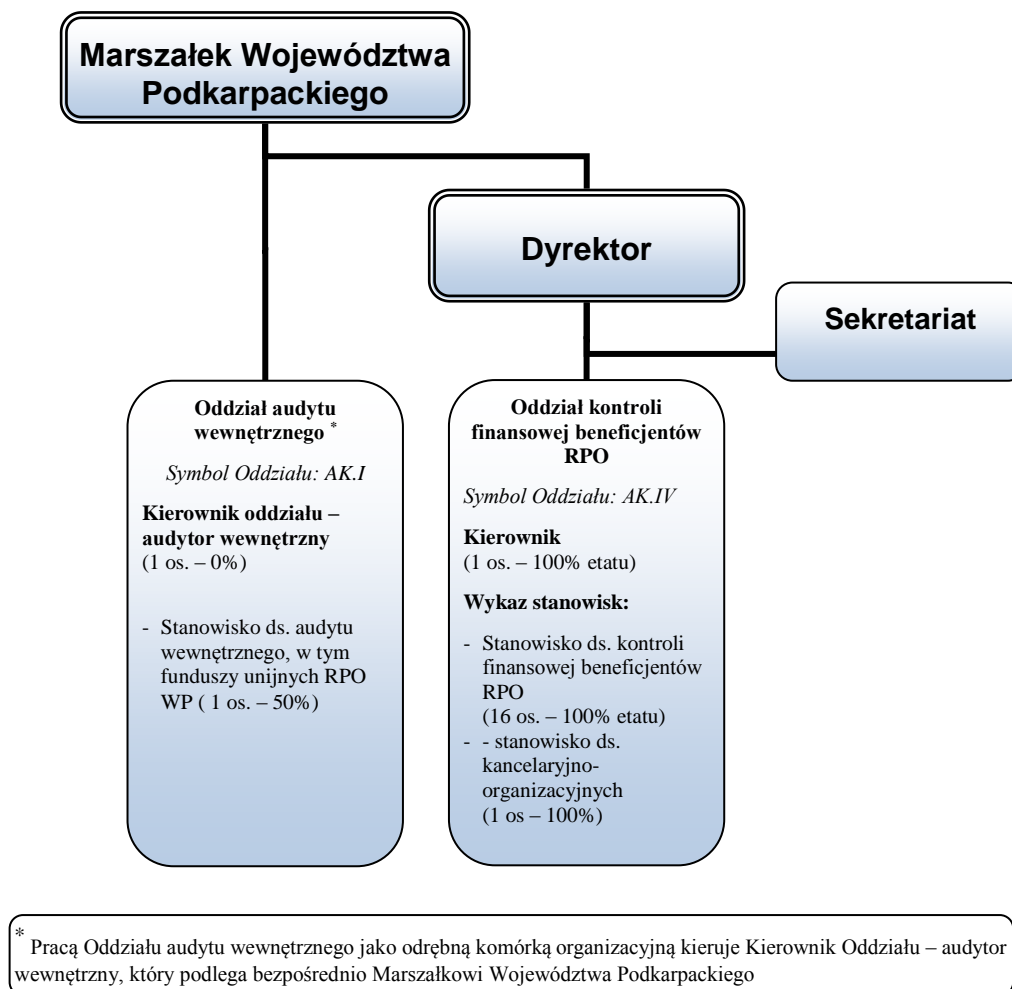 Marszałek Województwa
Podkarpackiego
Dyrektor
Sekretariat
Oddział audytu
wewnętrznego *
Symbol Oddziału: AK.I
Kierownik oddziału –
audytor wewnętrzny
(1 os. – 0%)
- Stanowisko ds. audytu
wewnętrznego, w tym
funduszy unijnych RPO
WP ( 1 os. – 50%)
Oddział kontroli
finansowej beneficjentów
RPO
Symbol Oddziału: AK.IV
Kierownik
(1 os. – 100% etatu)
Wykaz stanowisk:
- Stanowisko ds. kontroli
finansowej beneficjentów
RPO
(16 os. – 100% etatu)
- - stanowisko ds.
kancelaryjno-
organizacyjnych
(1 os – 100%)
* Pracą Oddziału audytu wewnętrznego jako odrębną komórką organizacyjną kieruje Kierownik Oddziału – audytor
wewnętrzny, który podlega bezpośrednio Marszałkowi Województwa Podkarpackiego